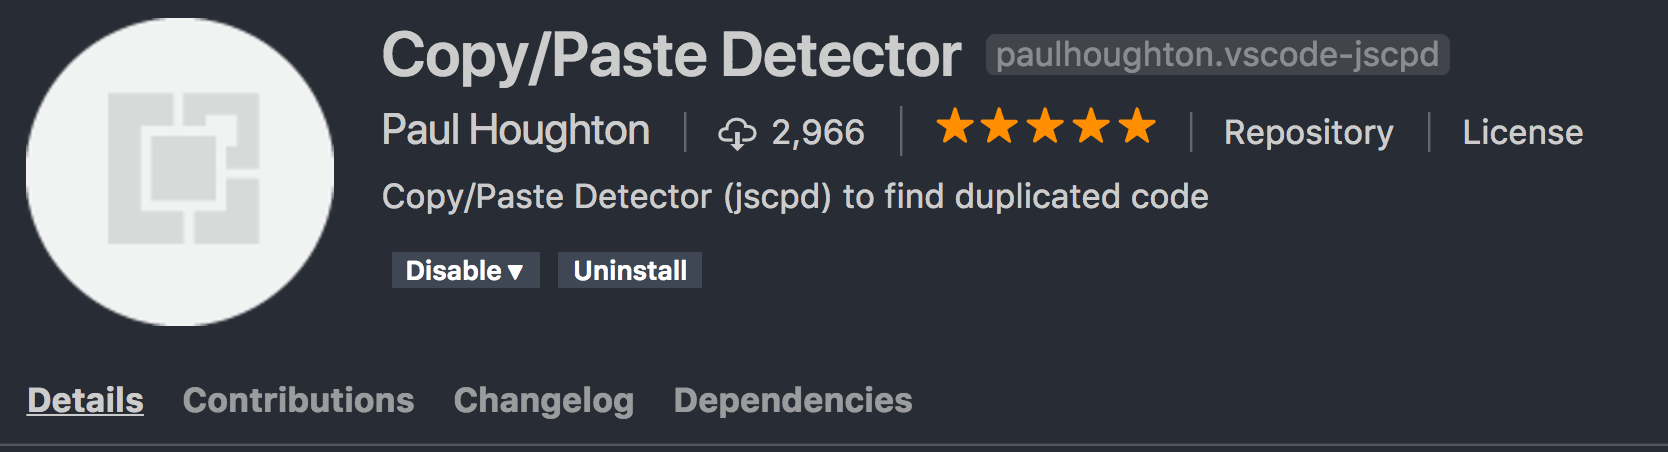 Copy/Paste Detector paulhoughton.vscode-jscpd
Paul Houghton 2,966 Repository License
Copy/Paste Detector (jscpd) to find duplicated code
Disable ▼ Uninstall
Details Contributions Changelog Dependencies